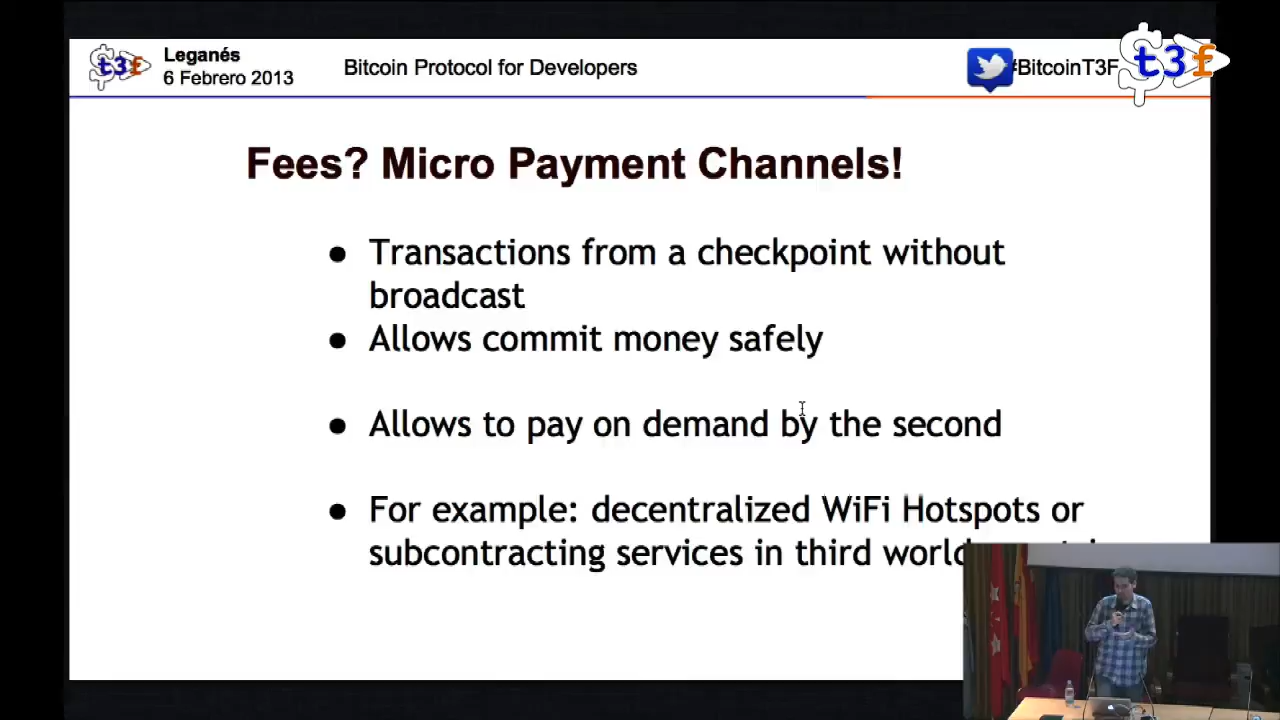 t3f
Leganés
6 Febrero 2013
Bitcoin Protocol for Developers
#BitcoinT3F
t3f
Fees? Micro Payment Channels!
● Transactions from a checkpoint without
broadcast
● Allows commit money safely
● Allows to pay on demand by the second
● For example: decentralized WiFi Hotspots or
subcontracting services in third world